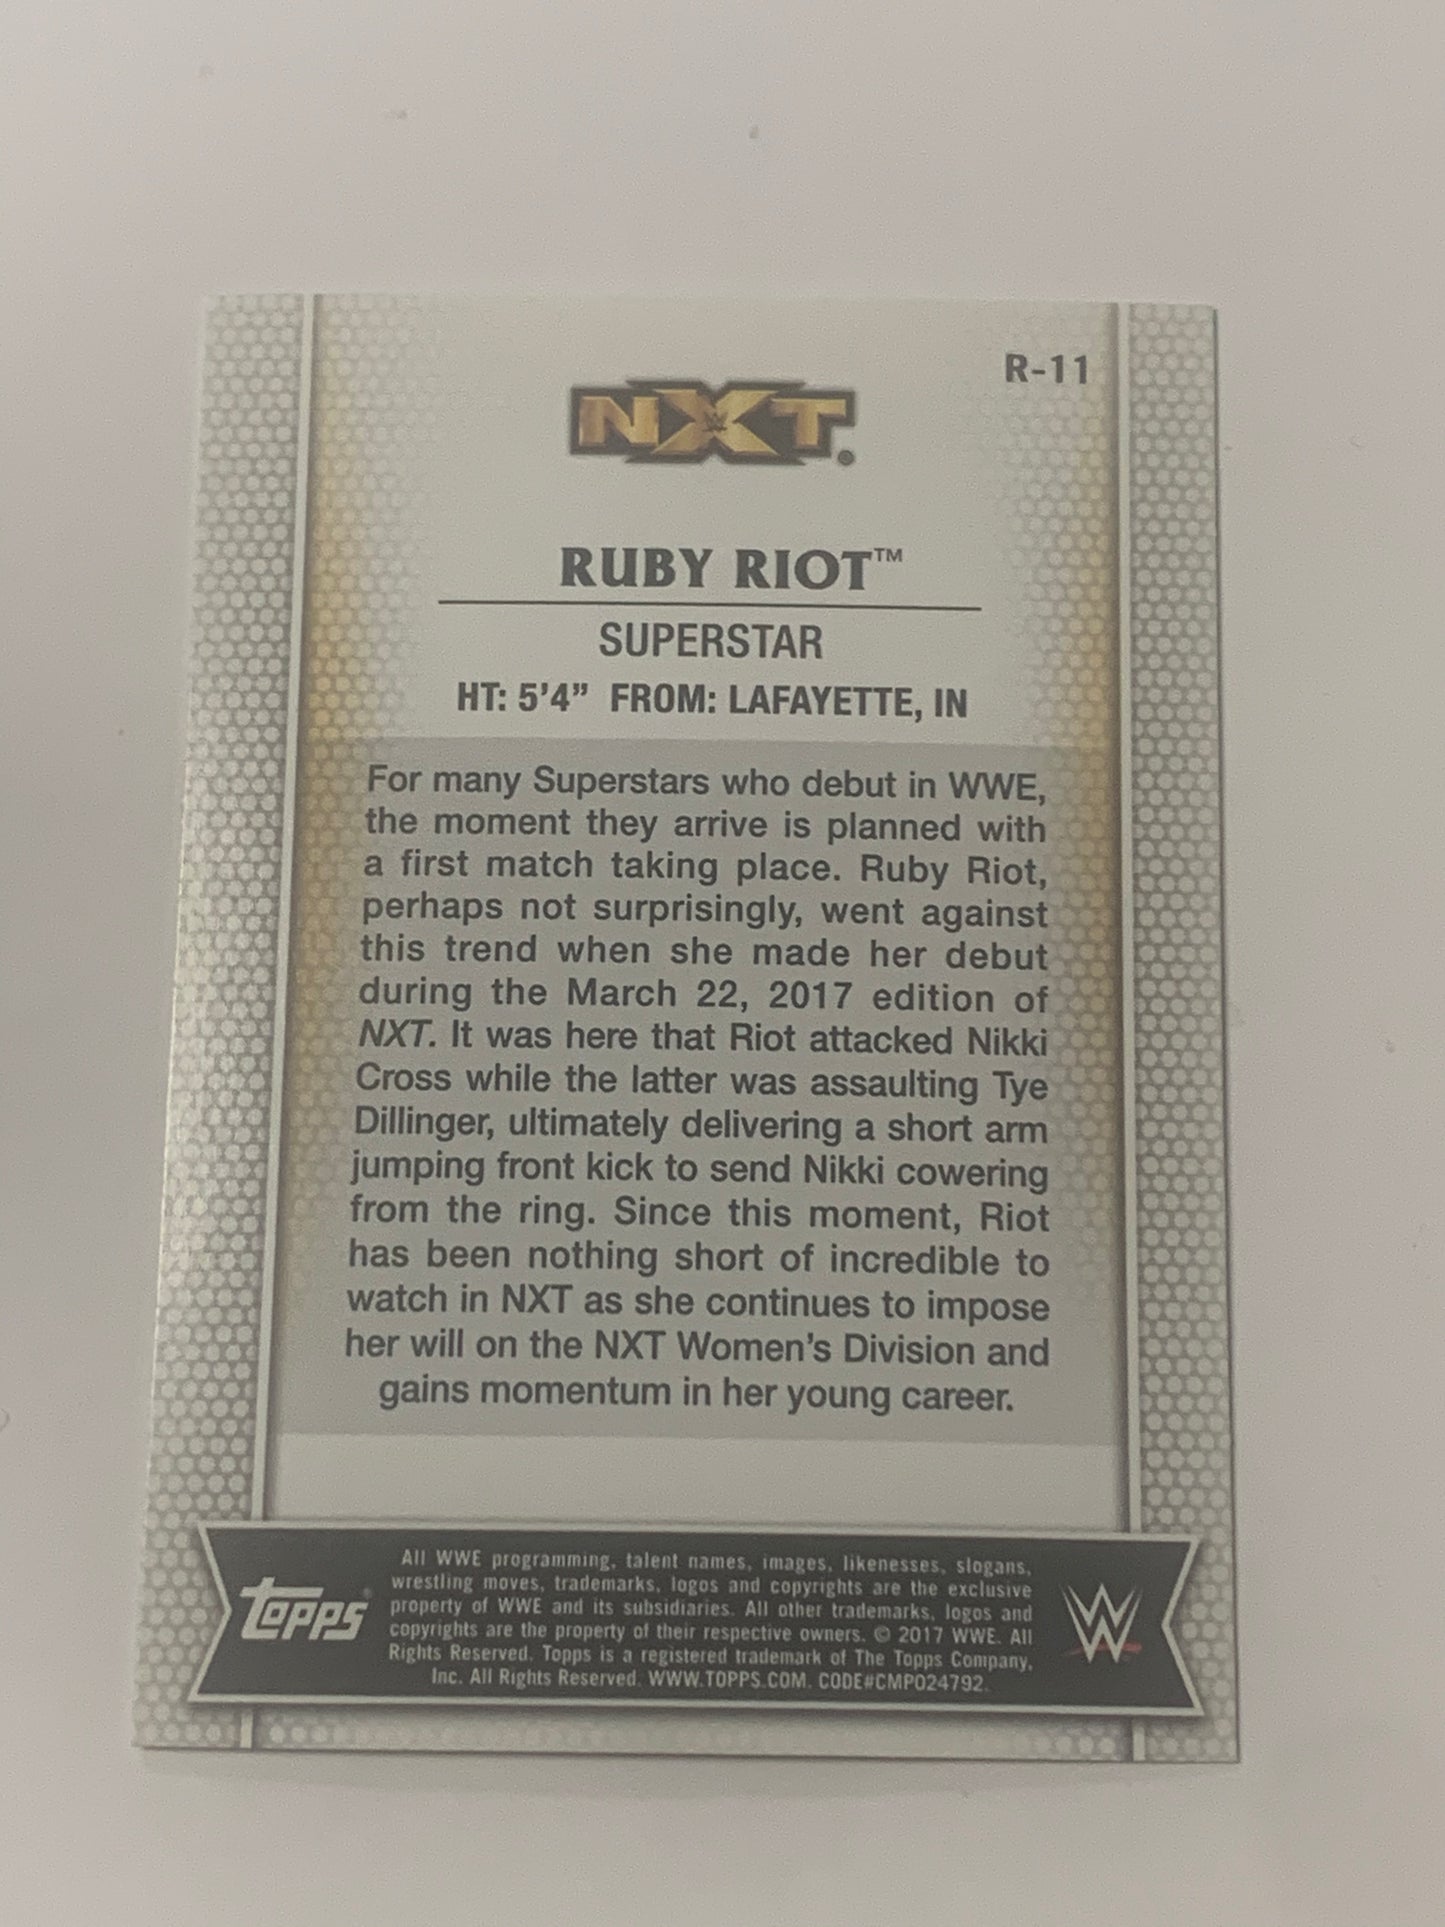 R-11
NXT
RUBY RIOT™
SUPERSTAR
HT: 5'4” FROM: LAFAYETTE, IN
For many Superstars who debut in WWE,
the moment they arrive is planned with
a first match taking place. Ruby Riot,
perhaps not surprisingly, went against
this trend when she made her debut
during the March 22, 2017 edition of
NXT. It was here that Riot attacked Nikki
Cross while the latter was assaulting Tye
Dillinger, ultimately delivering a short arm
jumping front kick to send Nikki cowering
from the ring. Since this moment, Riot
has been nothing short of incredible to
watch in NXT as she continues to impose
her will on the NXT Women's Division and
gains momentum in her young career.
Topps®
All WWE programming, talent names, images, likenesses, slogans,
wrestling moves, trademarks, logos and copyrights are the exclusive
property of WWE and its subsidiaries. All other trademarks, logos and
copyrights are the property of their respective owners. © 2017 WWE. All
Rights Reserved. Topps is a registered trademark of The Topps Company,
Inc. All Rights Reserved. WWW.TOPPS.COM. CODE#CMP024792.
W